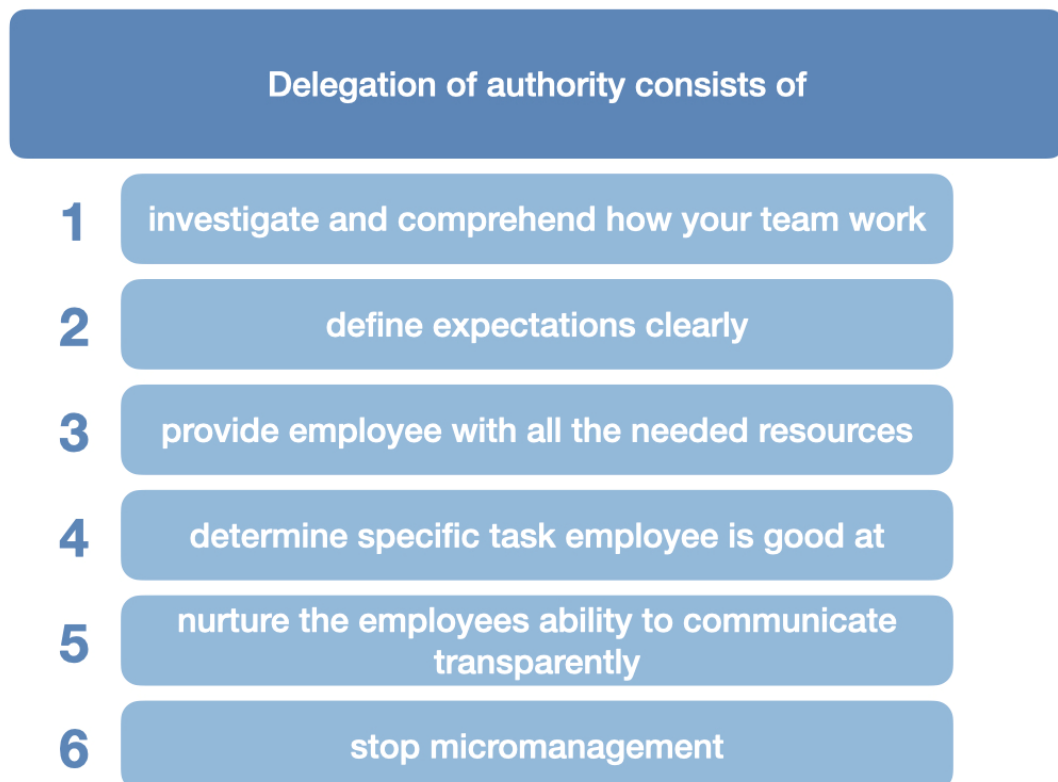 Delegation of authority consists of
1 investigate and comprehend how your team work
2 define expectations clearly
3 provide employee with all the needed resources
4 determine specific task employee is good at
5 nurture the employees ability to communicate
transparently
6 stop micromanagement